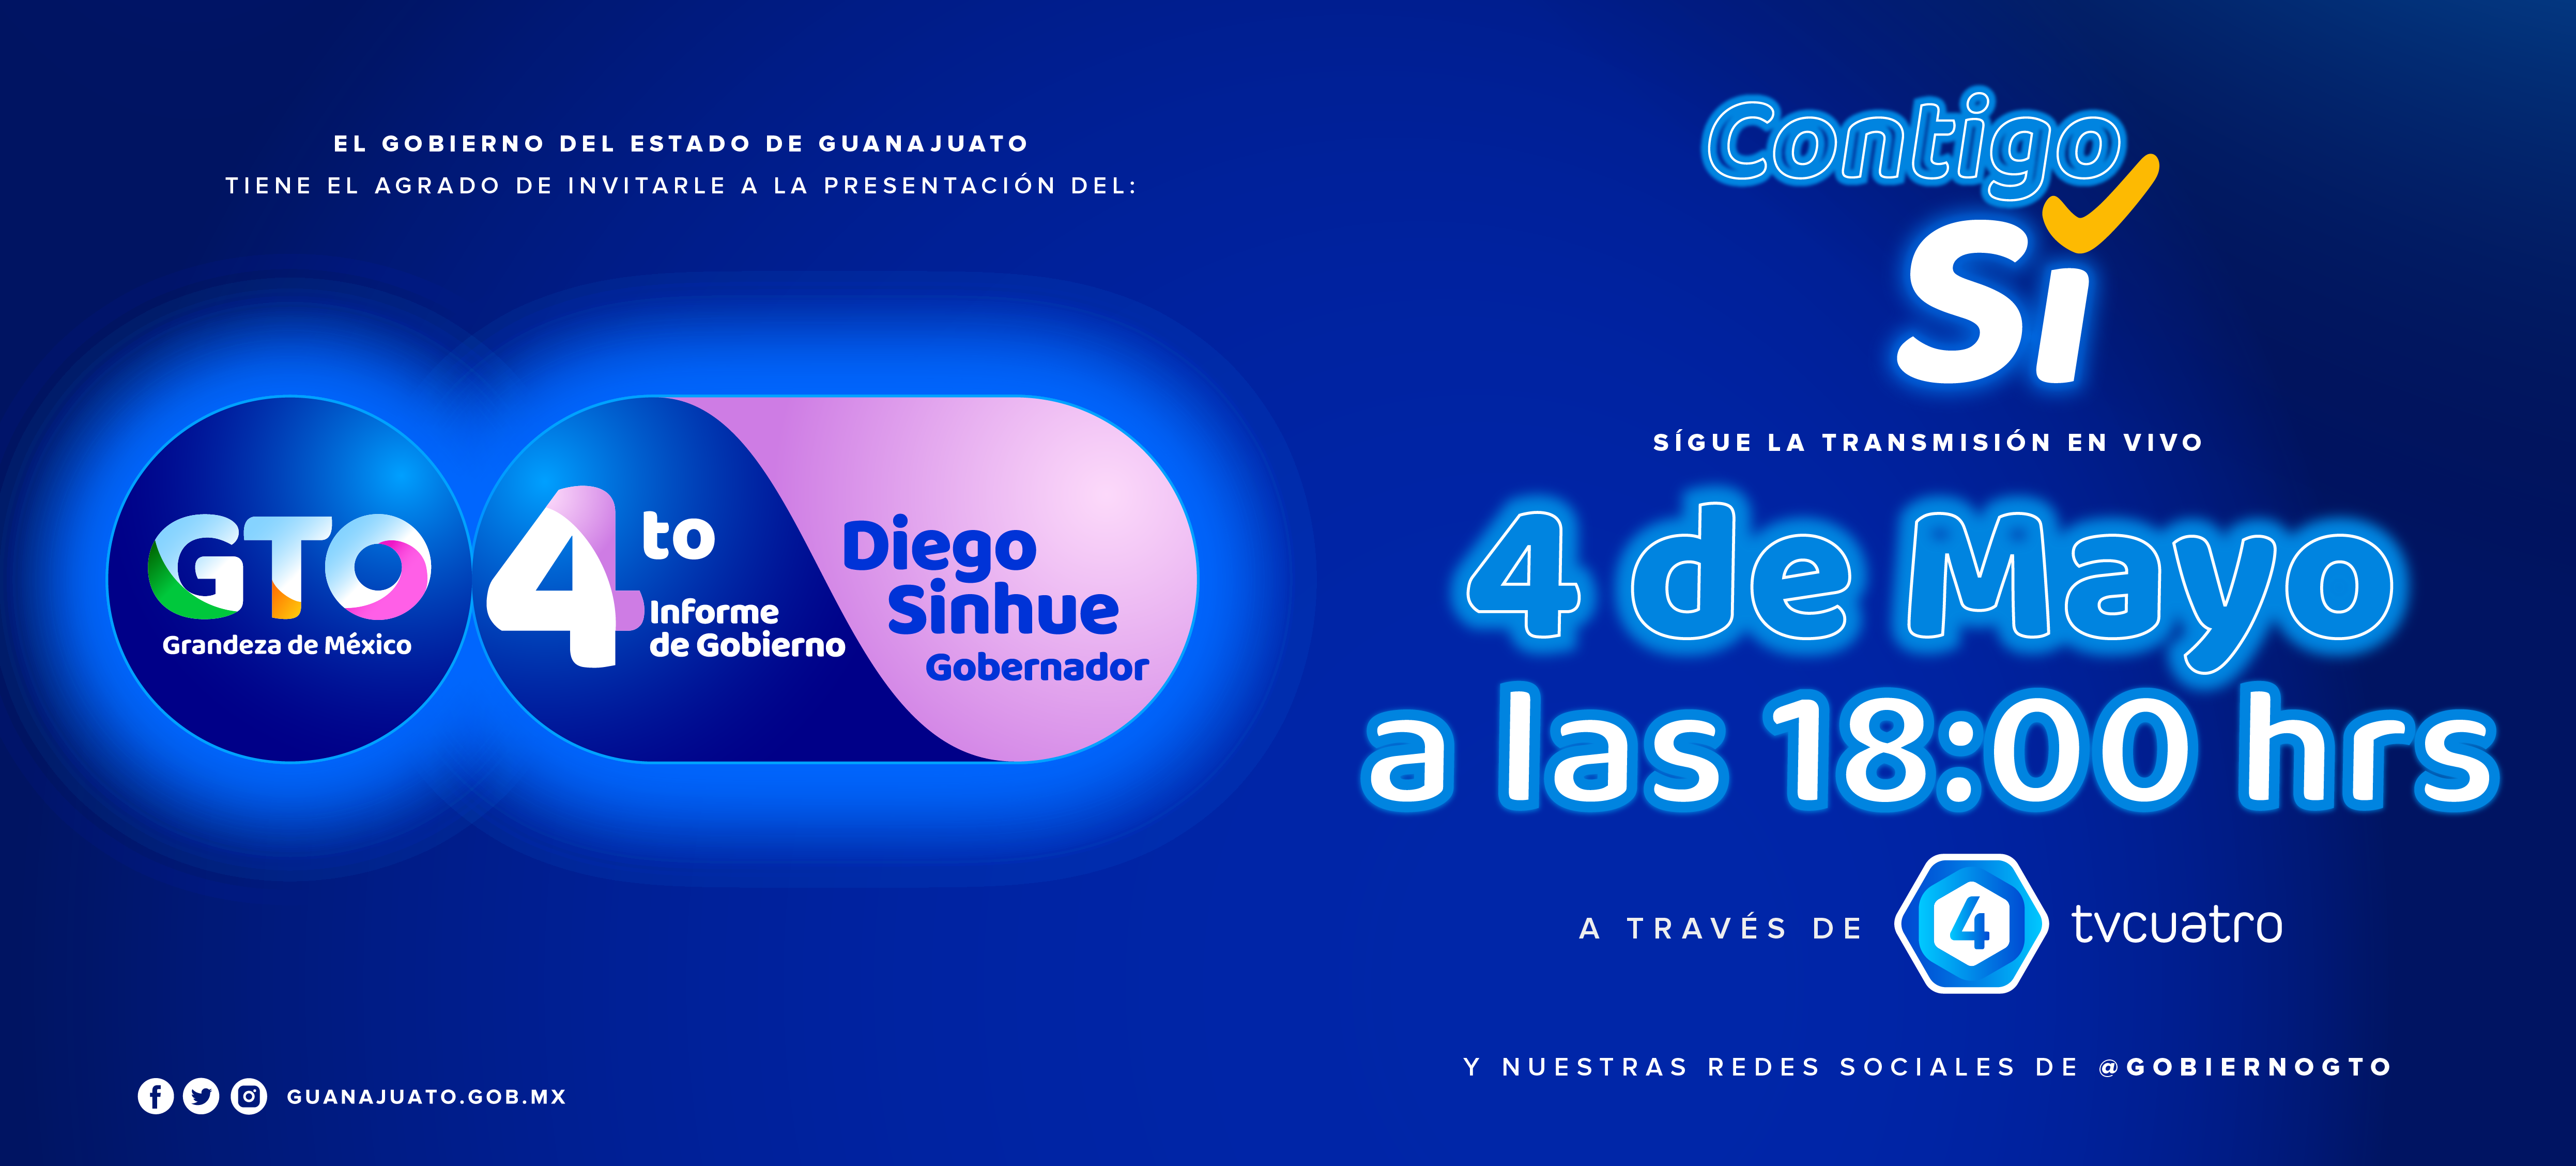 EL GOBIERNO DEL ESTADO DE GUANAJUATO
TIENE EL AGRADO DE INVITARLE A LA PRESENTACIÓN DEL:
GTO
Grandeza de México
4to
Informe
de Gobierno
Diego
Sinhue
Gobernador
GUANAJUATO.GOB.MX
Contigo
Sí
SÍGUE LA TRANSMISIÓN EN VIVO
4 de Mayo
a las 18:00 hrs
A TRAVÉS DE 4 tvcuatro
Y NUESTRAS REDES SOCIALES DE @GOBIERNOGTO